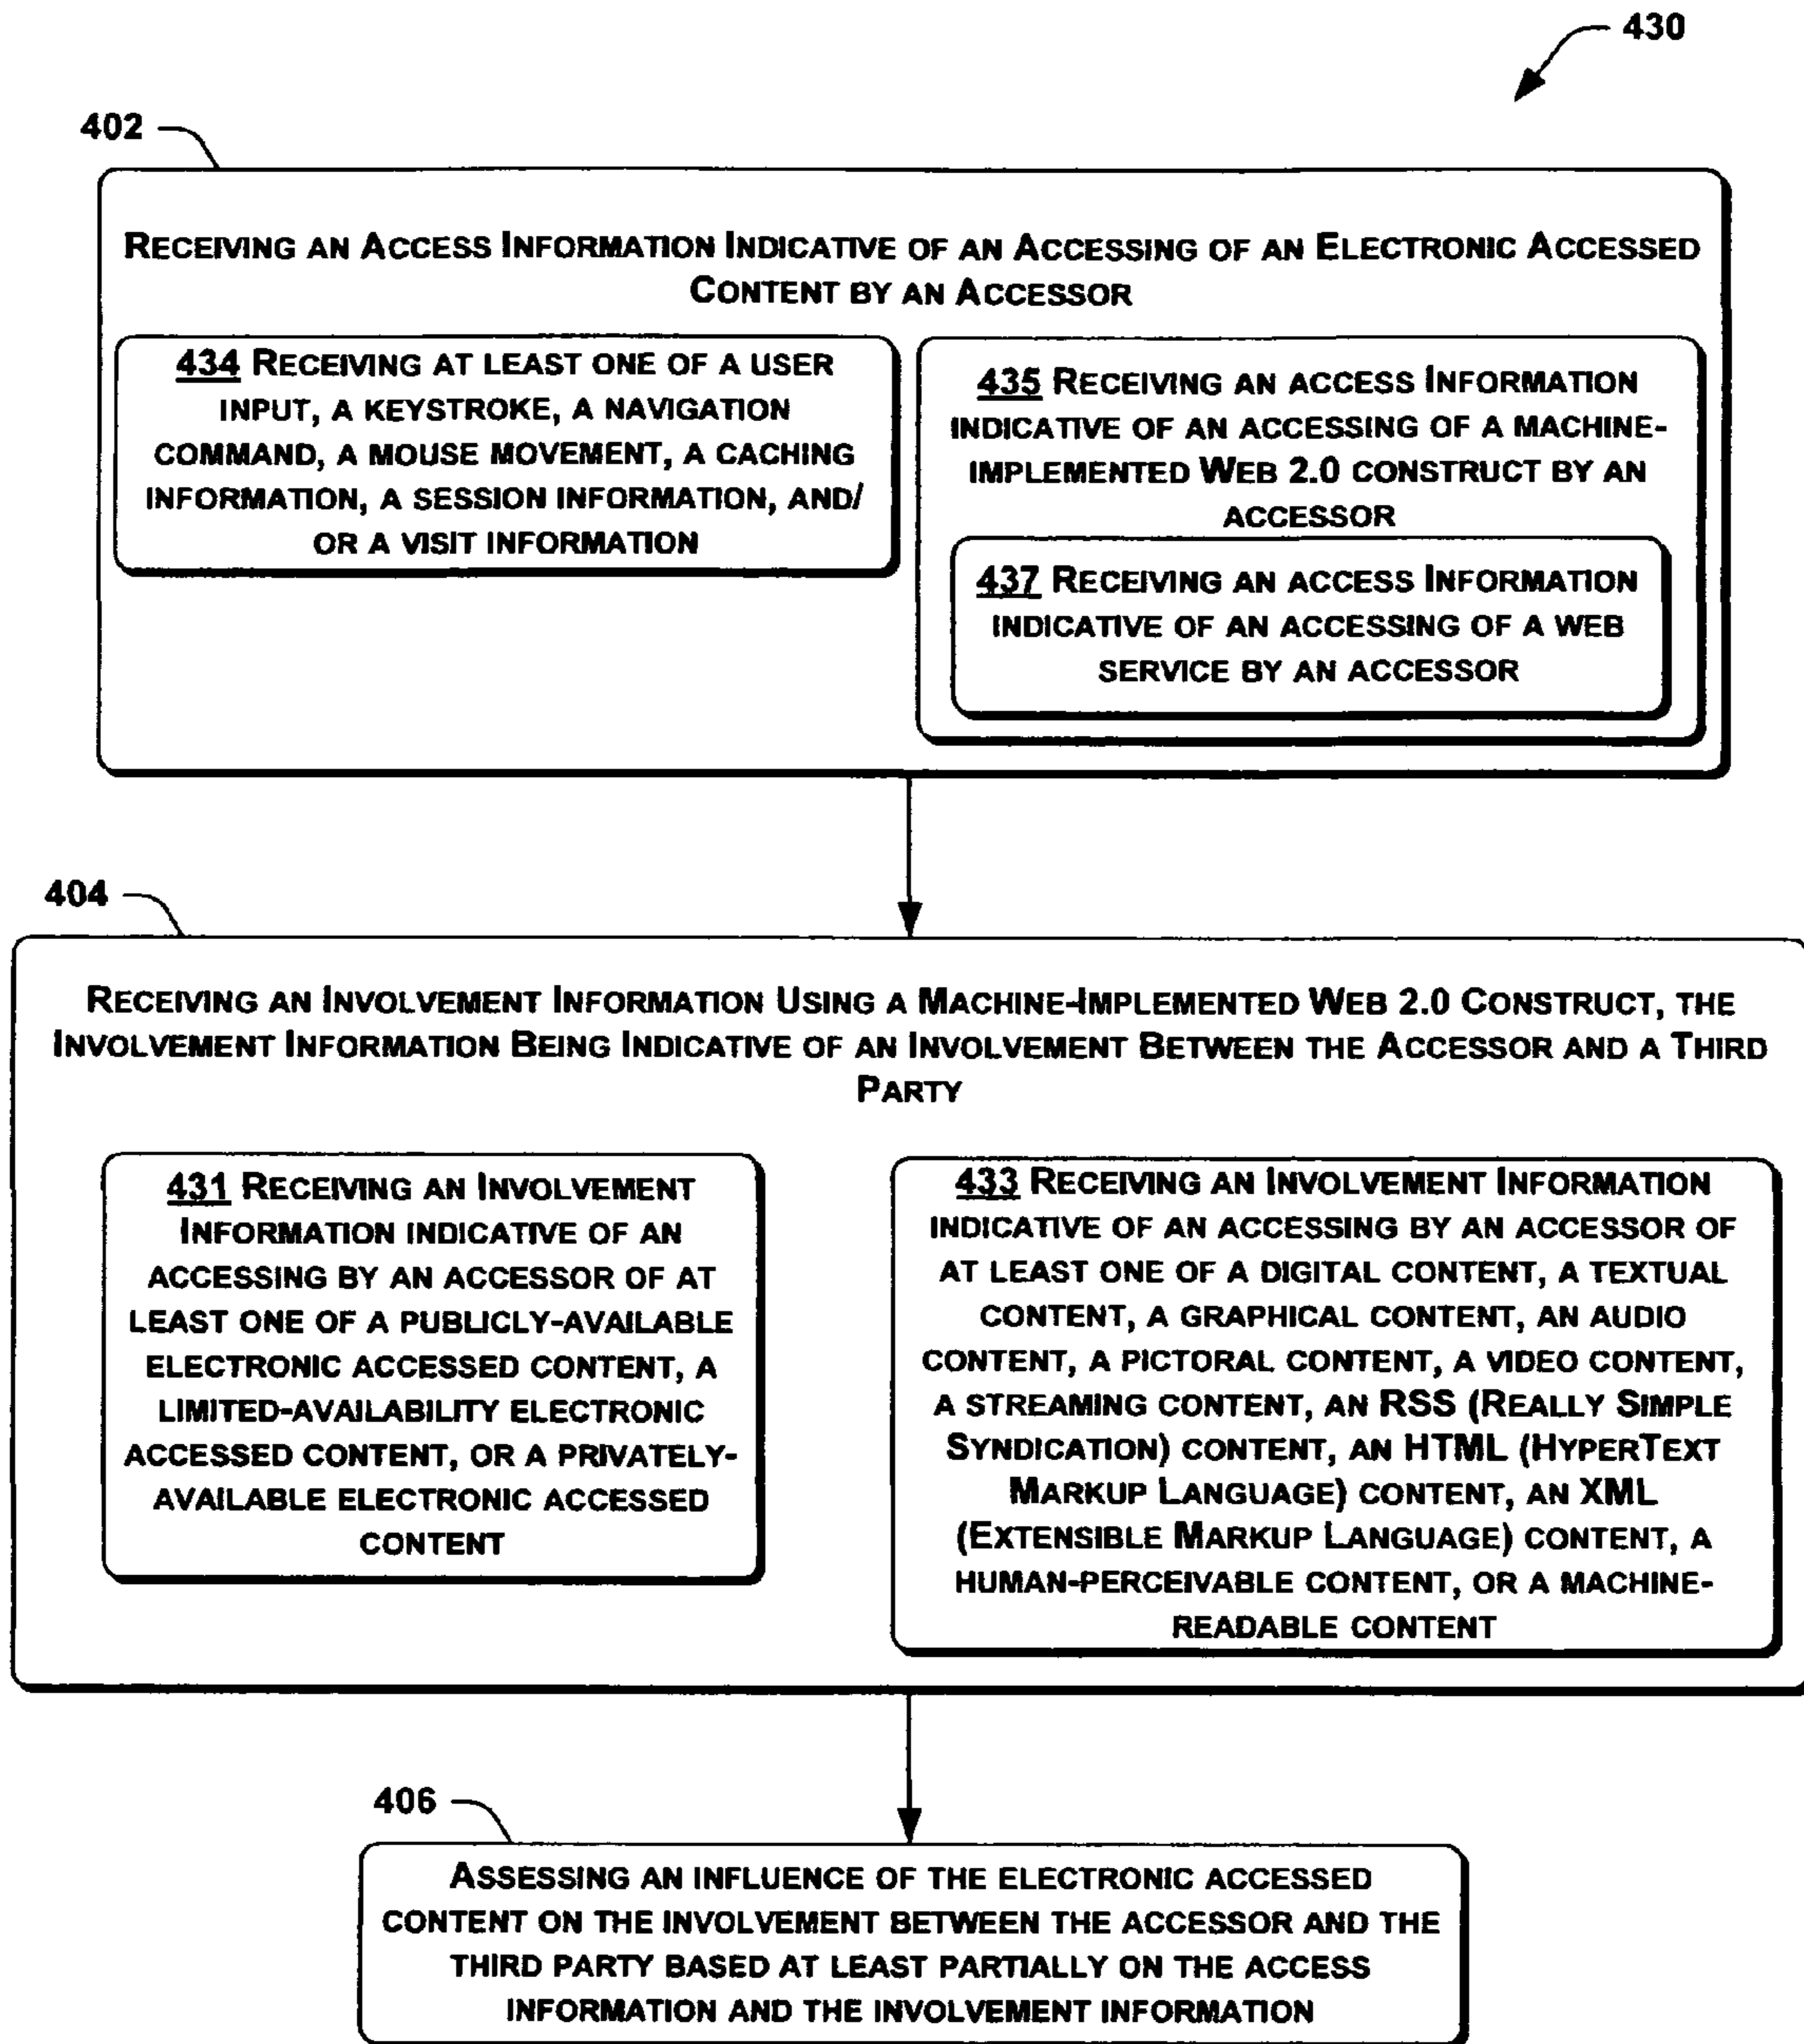 430
402
RECEIVING AN ACCESS INFORMATION INDICATIVE OF AN ACCESSING OF AN ELECTRONIC ACCESSED
CONTENT BY AN ACCESSOR
434 RECEIVING AT LEAST ONE OF A USER
INPUT, A KEYSTROKE, A NAVIGATION
COMMAND, A MOUSE MOVEMENT, A CACHING
INFORMATION, A SESSION INFORMATION, AND/
OR A VISIT INFORMATION
435 RECEIVING AN ACCESS INFORMATION
INDICATIVE OF AN ACCESSING OF A MACHINE-
IMPLEMENTED WEB 2.0 CONSTRUCT BY AN
ACCESSOR
437 RECEIVING AN ACCESS INFORMATION
INDICATIVE OF AN ACCESSING OF A WEB
SERVICE BY AN ACCESSOR
404
RECEIVING AN INVOLVEMENT INFORMATION USING A MACHINE-IMPLEMENTED WEB 2.0 CONSTRUCT, THE
INVOLVEMENT INFORMATION BEING INDICATIVE OF AN INVOLVEMENT BETWEEN THE ACCESSOR AND A THIRD
PARTY
431 RECEIVING AN INVOLVEMENT
INFORMATION INDICATIVE OF AN
ACCESSING BY AN ACCESSOR OF AT
LEAST ONE OF A PUBLICLY-AVAILABLE
ELECTRONIC ACCESSED CONTENT, A
LIMITED-AVAILABILITY ELECTRONIC
ACCESSED CONTENT, OR A PRIVATELY-
AVAILABLE ELECTRONIC ACCESSED
CONTENT
433 RECEIVING AN INVOLVEMENT INFORMATION
INDICATIVE OF AN ACCESSING BY AN ACCESSOR OF
AT LEAST ONE OF A DIGITAL CONTENT, A TEXTUAL
CONTENT, A GRAPHICAL CONTENT, AN AUDIO
CONTENT, A PICTORAL CONTENT, A VIDEO CONTENT,
A STREAMING CONTENT, AN RSS (REALLY SIMPLE
SYNDICATION) CONTENT, AN HTML (HYPERTEXT
MARKUP LANGUAGE) CONTENT, AN XML
(EXTENSIBLE MARKUP LANGUAGE) CONTENT, A
HUMAN-PERCEIVABLE CONTENT, OR A MACHINE-
READABLE CONTENT
406
ASSESSING AN INFLUENCE OF THE ELECTRONIC ACCESSED
CONTENT ON THE INVOLVEMENT BETWEEN THE ACCESSOR AND THE
THIRD PARTY BASED AT LEAST PARTIALLY ON THE ACCESS
INFORMATION AND THE INVOLVEMENT INFORMATION